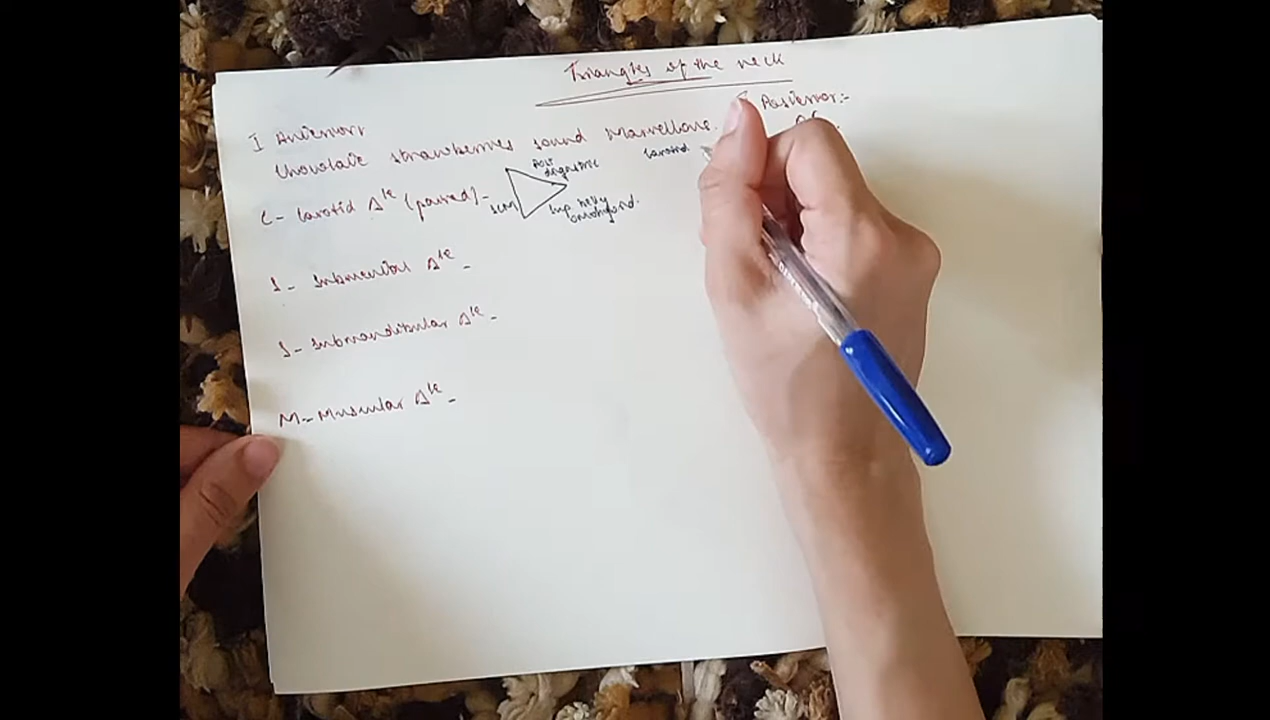 Triangles of the neck
I Anterior:
Posterior:-
Chocolate strawberries sound Marvellous.
C- Carotid Δle (paired)-
Post digastric
SCM
Sup belly omohyoid.
Carotid
S- Submental Δle -
S- Submandibular Δle -
M- Muscular Δle -